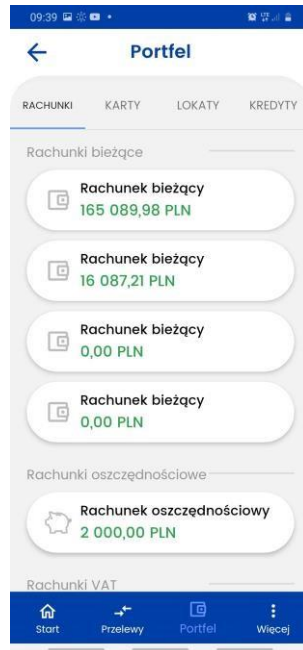 09:39
Portfel
RACHUNKI KARTY LOKATY KREDYTY
Rachunki bieżące
Rachunek bieżący
165 089,98 PLN
Rachunek bieżący
16 087,21 PLN
Rachunek bieżący
0,00 PLN
Rachunek bieżący
0,00 PLN
Rachunki oszczędnościowe
Rachunek oszczędnościowy
2 000,00 PLN
Rachunki VAT
Start Przelewy Portfel Więcej